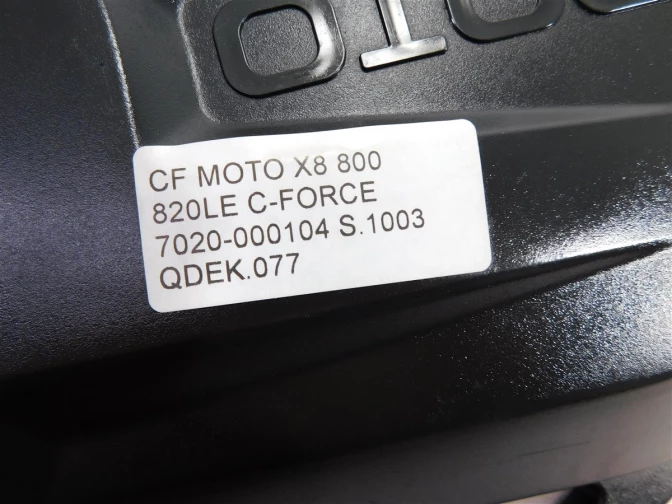 CF MOTO X8 800
820LE C-FORCE
7020-000104 S.1003
QDEK.077